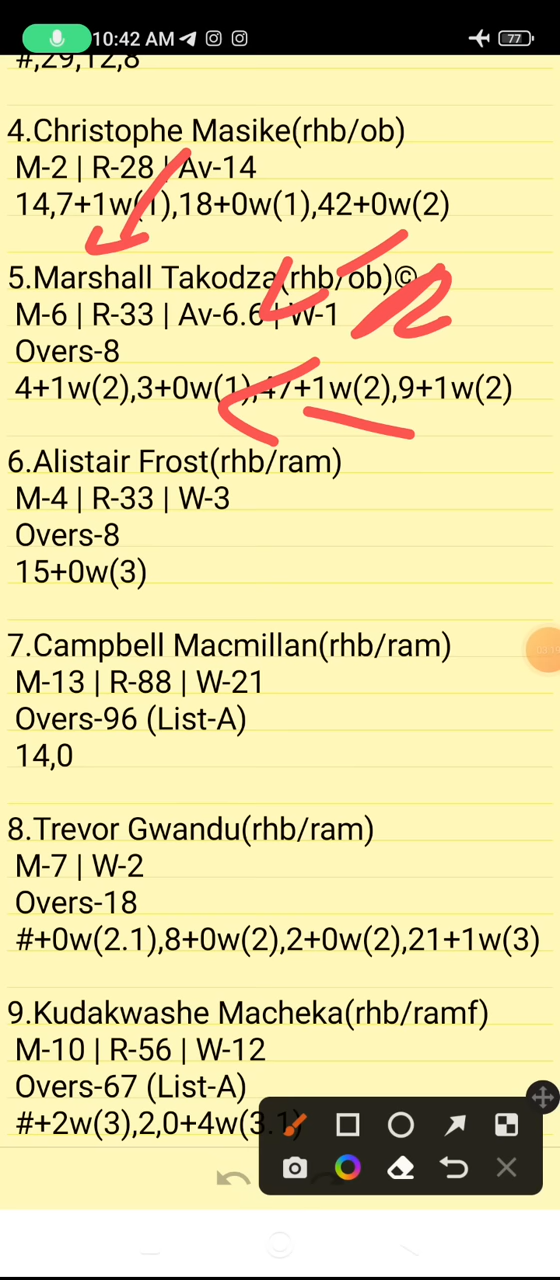 10:42 AM
77
#,29,12,8
4.Christophe Masike(rhb/ob)
M-2 | R-28 | Av-14
14,7+1w(1),18+0w(1),42+0w(2)
5.Marshall Takodza(rhb/ob)©
M-6 | R-33 | Av-6.6 | W-1
Overs-8
4+1w(2),3+0w(1),47+1w(2),9+1w(2)
6.Alistair Frost(rhb/ram)
M-4 | R-33 | W-3
Overs-8
15+0w(3)
7.Campbell Macmillan(rhb/ram)
M-13 | R-88 | W-21
Overs-96 (List-A)
14,0
8.Trevor Gwandu(rhb/ram)
M-7 | W-2
Overs-18
#+0w(2.1),8+0w(2),2+0w(2),21+1w(3)
9.Kudakwashe Macheka(rhb/ramf)
M-10 | R-56 | W-12
Overs-67 (List-A)
#+2w(3),2,0+4w(3.1)